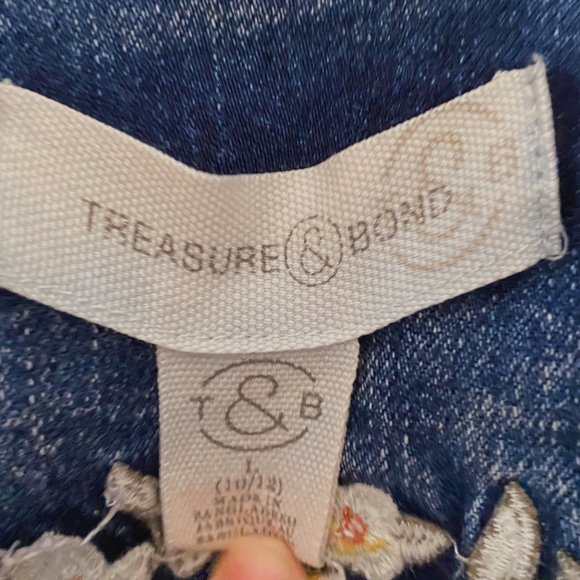 TREASURE & BOND
& B
T & B
L
(10/12)
MADE IN